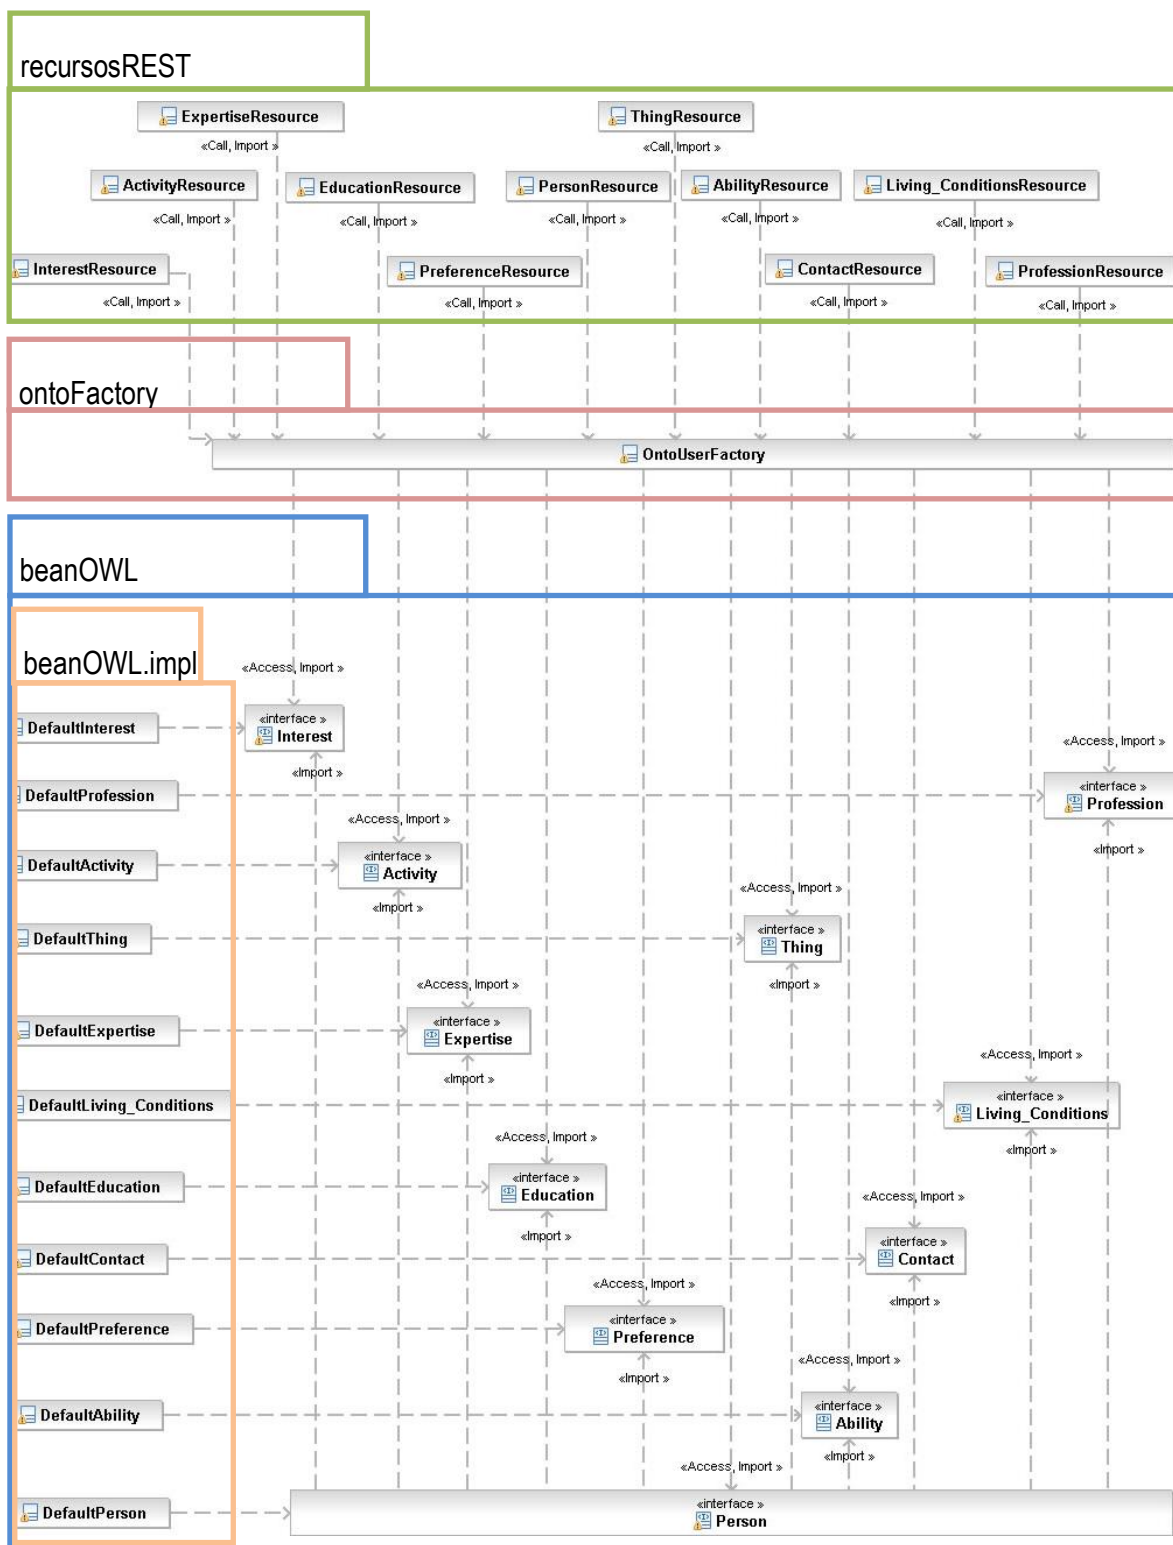 recursosREST
ExpertiseResource
ThingResource
«Call, Import »
«Call, Import »
ActivityResource
EducationResource
PersonResource
AbilityResource
Living_ConditionsResource
«Call, Import »
«Call, Import »
«Call, Import »
«Call, Import »
«Call, Import »
InterestResource
PreferenceResource
ContactResource
ProfessionResource
«Call, Import »
«Call, Import »
«Call, Import »
«Call, Import »
ontoFactory
OntoUserFactory
beanOWL
beanOWL.impl
«Access, Import »
DefaultInterest
«interface »
Interest
«Access, Import »
«Import »
DefaultProfession
«interface »
Profession
«Access, Import »
«Import »
DefaultActivity
«interface »
Activity
«Access, Import »
«Import »
DefaultThing
«interface »
Thing
«Access, Import »
«Import »
DefaultExpertise
«interface »
Expertise
«Access, Import »
«Import »
DefaultLiving_Conditions
«interface »
Living_Conditions
«Access, Import »
«Import »
DefaultEducation
«interface »
Education
«Access, Import »
«Import »
DefaultContact
«interface »
Contact
«Access, Import »
«Import »
DefaultPreference
«interface »
Preference
«Access, Import »
«Import »
DefaultAbility
«interface »
Ability
«Import »
«Access, Import »
DefaultPerson
«interface »
Person